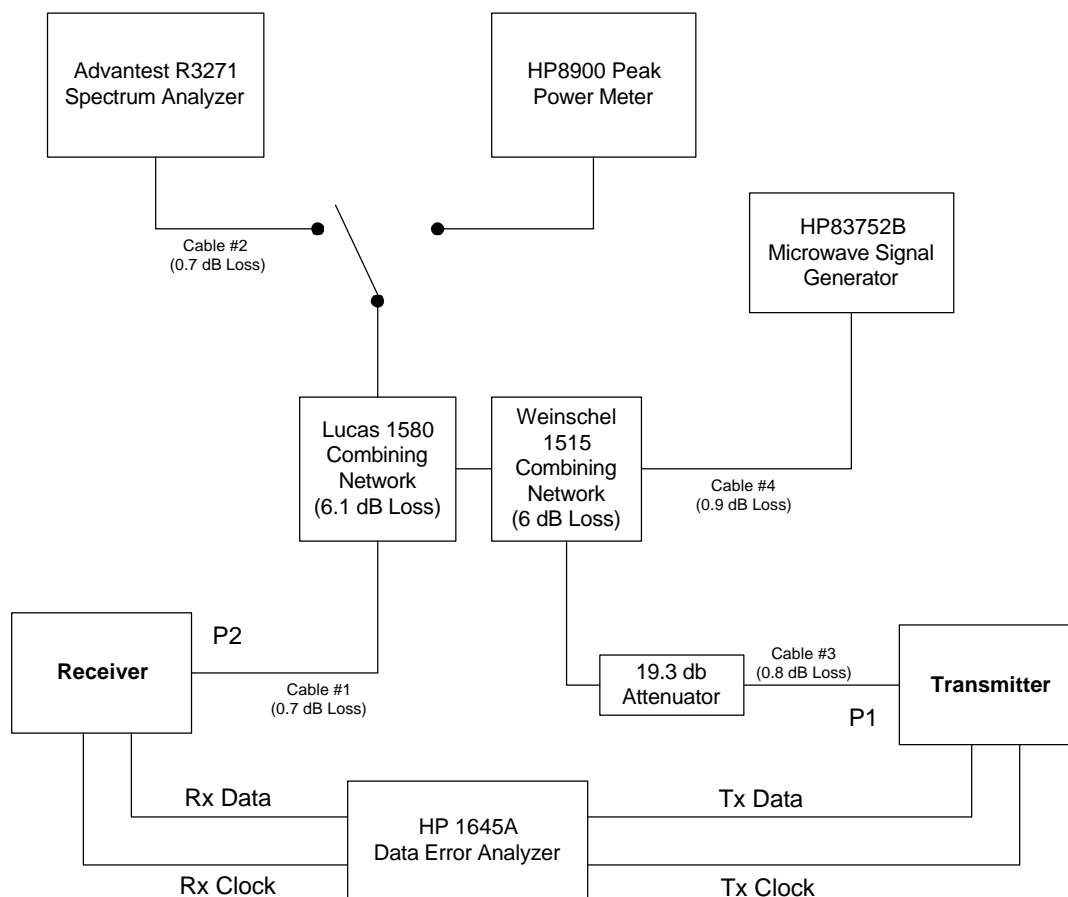 Advantest R3271
Spectrum Analyzer
HP8900 Peak
Power Meter
HP83752B
Microwave Signal
Generator
Cable #2
(0.7 dB Loss)
Lucas 1580
Combining
Network
(6.1 dB Loss)
Weinschel
1515
Combining
Network
(6 dB Loss)
Cable #4
(0.9 dB Loss)
Receiver
P2
Cable #1
(0.7 dB Loss)
19.3 db
Attenuator
Cable #3
(0.8 dB Loss)
P1
Transmitter
Rx Data
Tx Data
HP 1645A
Data Error Analyzer
Rx Clock
Tx Clock